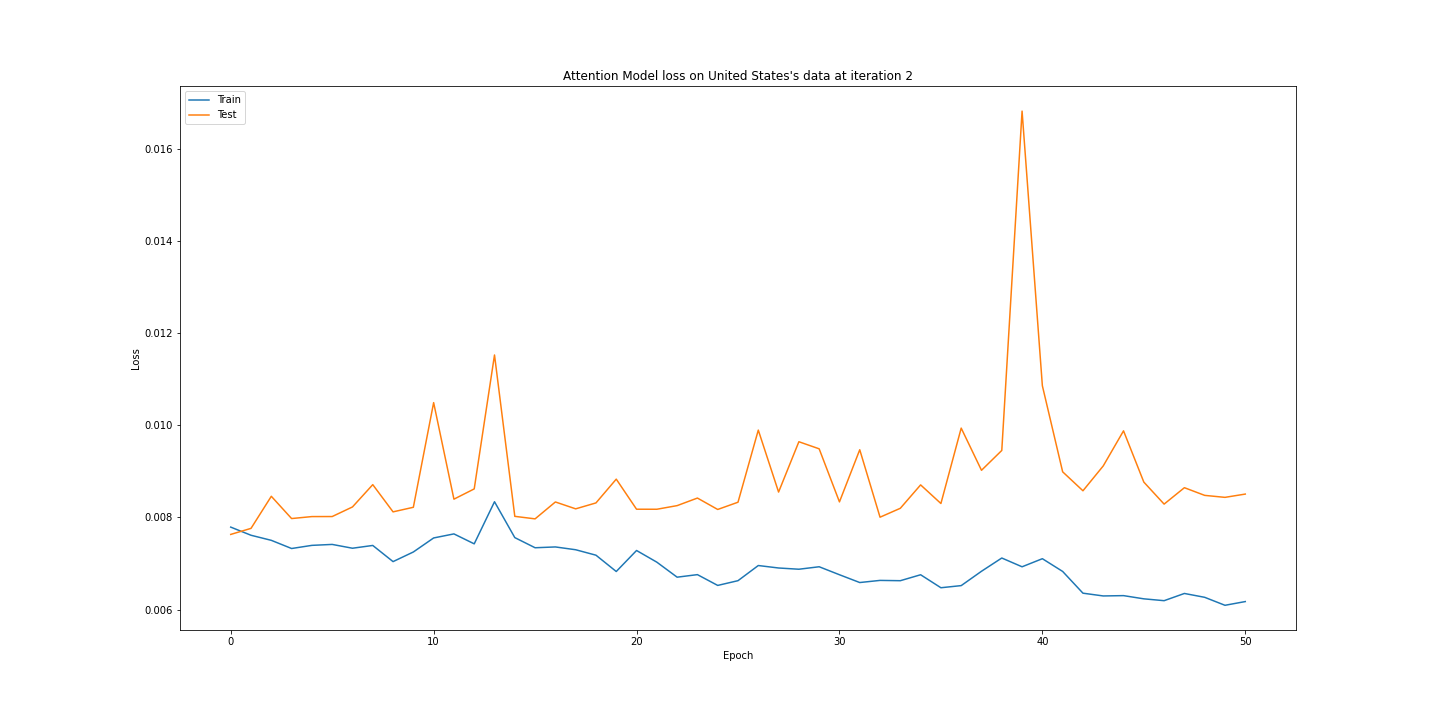 Attention Model loss on United States's data at iteration 2
Train
Test
0.016
0.014
0.012
0.010
0.008
0.006
Loss
0
10
20
30
40
50
Epoch